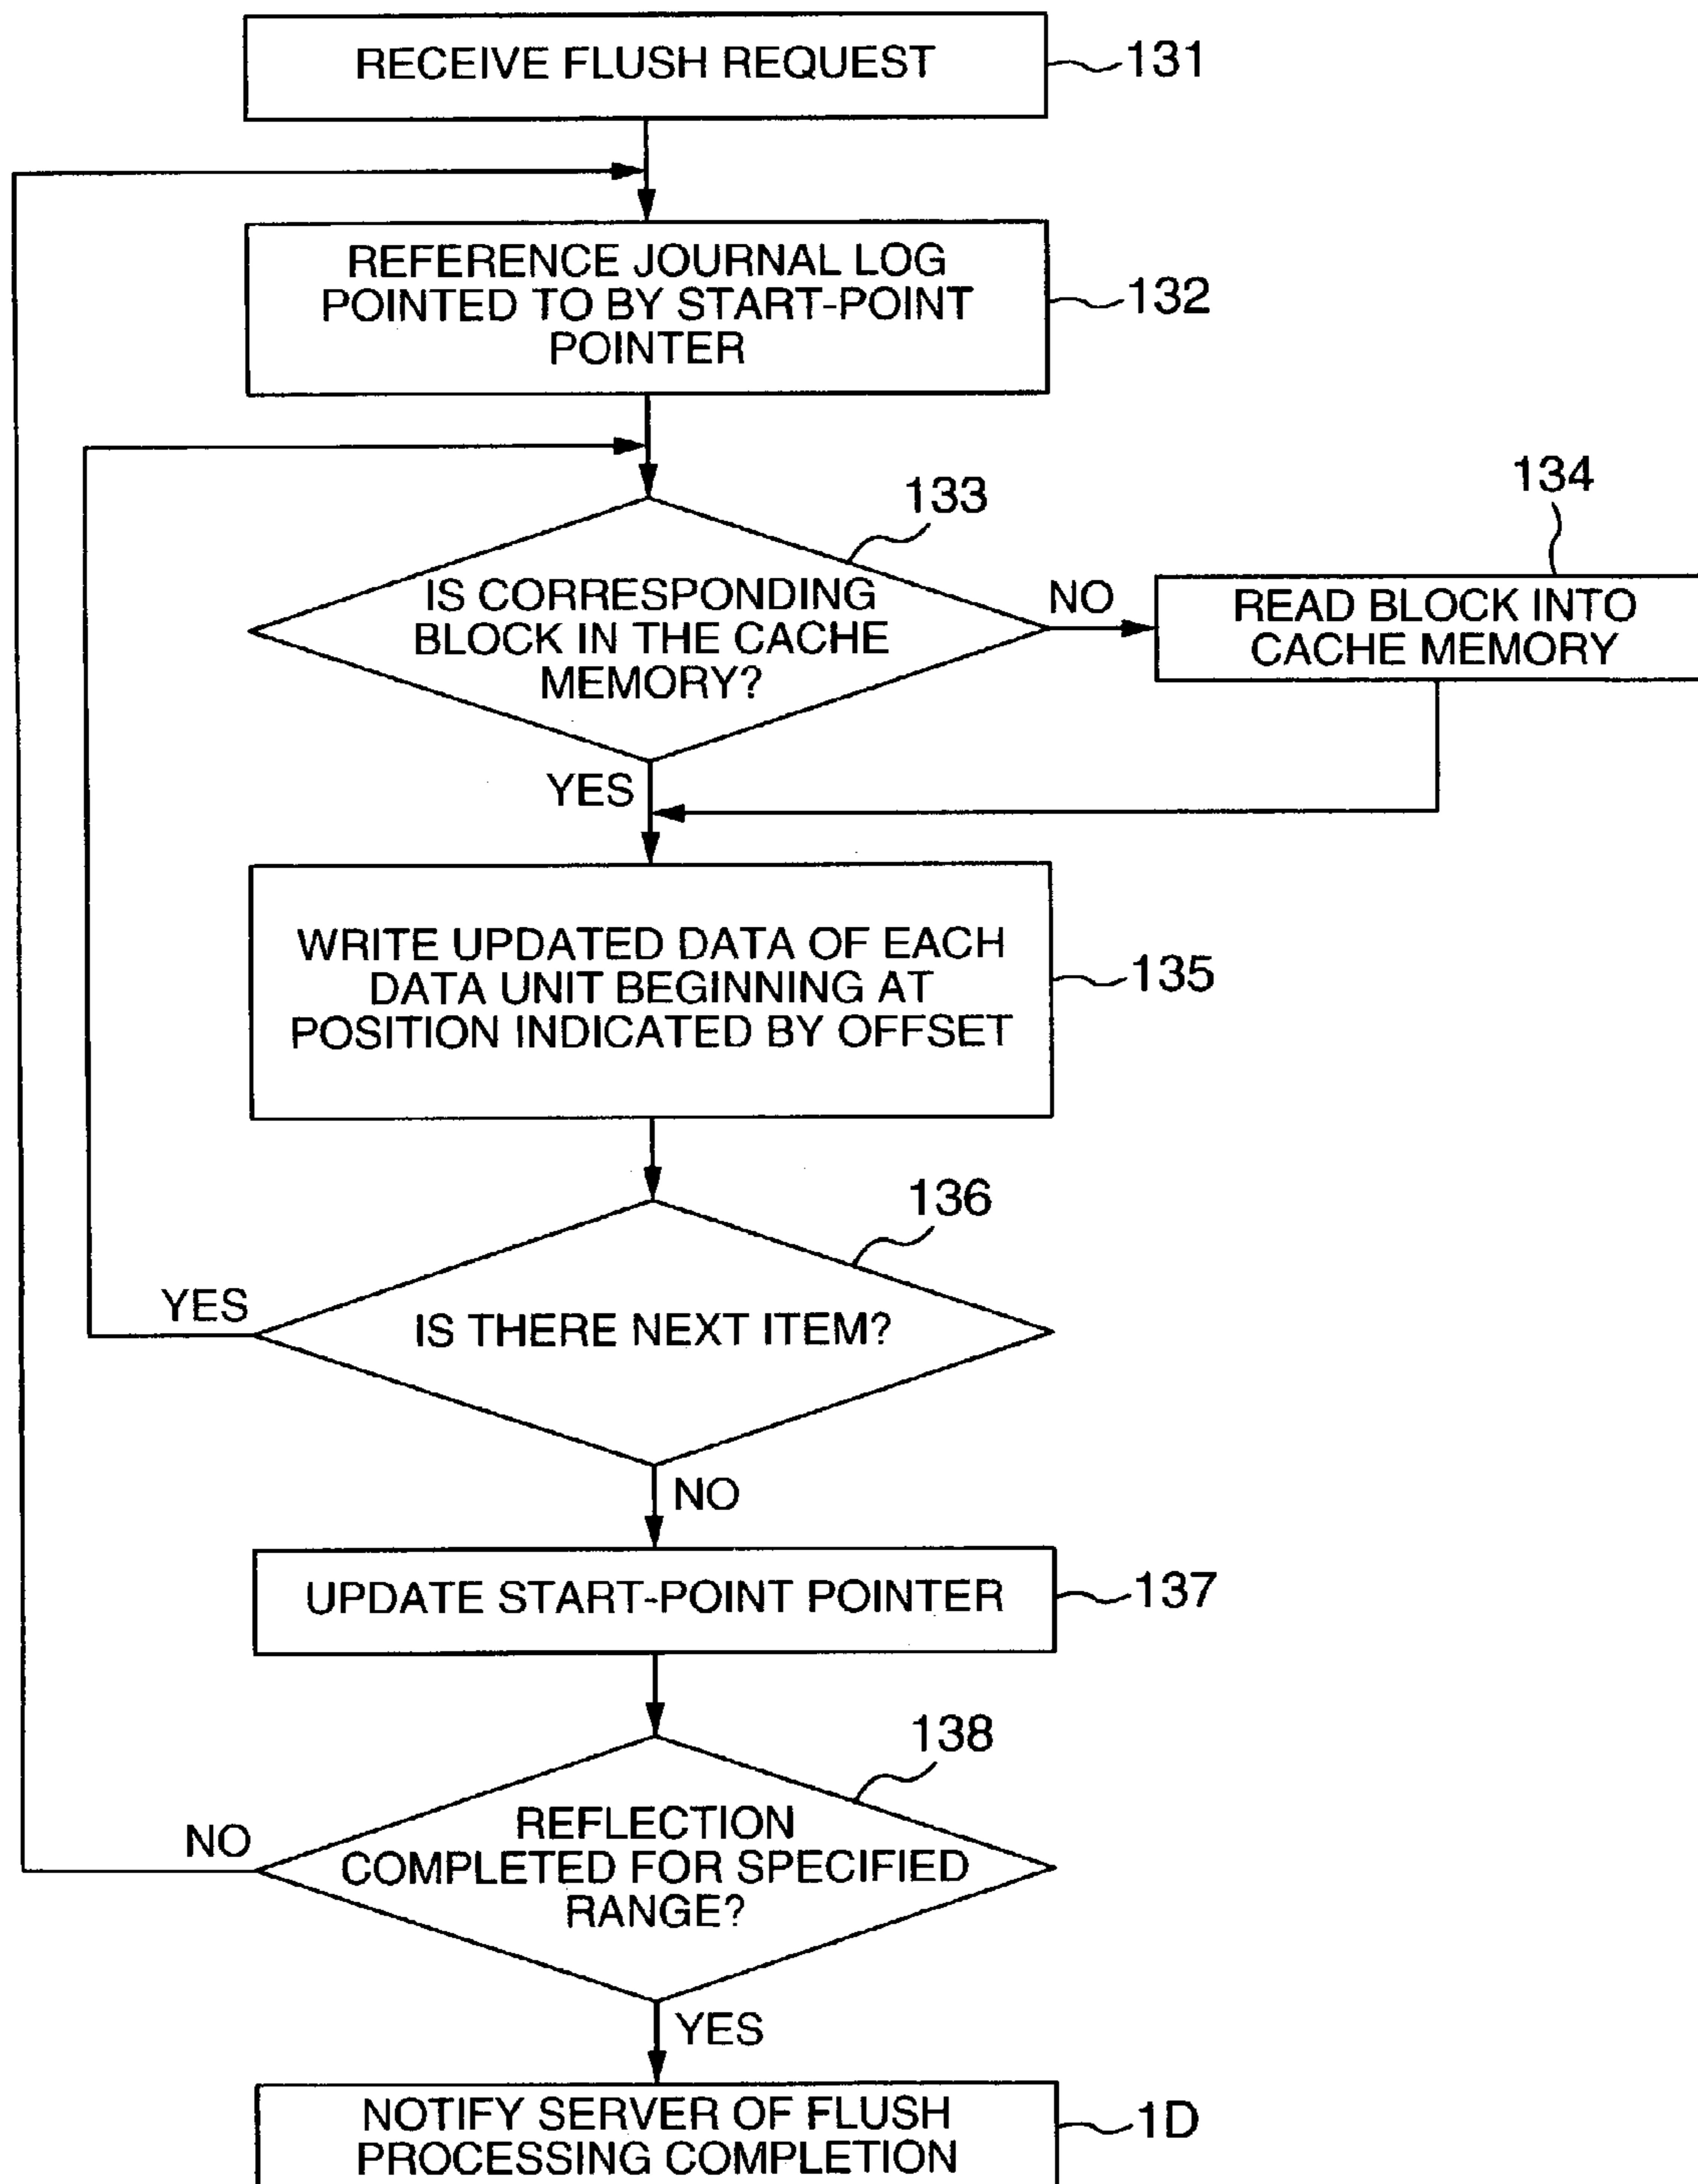 RECEIVE FLUSH REQUEST
131
REFERENCE JOURNAL LOG
POINTED TO BY START-POINT
POINTER
132
133
IS CORRESPONDING
BLOCK IN THE CACHE
MEMORY?
NO
134
READ BLOCK INTO
CACHE MEMORY
YES
WRITE UPDATED DATA OF EACH
DATA UNIT BEGINNING AT
POSITION INDICATED BY OFFSET
135
136
YES
IS THERE NEXT ITEM?
NO
UPDATE START-POINT POINTER
137
138
NO
REFLECTION
COMPLETED FOR SPECIFIED
RANGE?
YES
NOTIFY SERVER OF FLUSH
PROCESSING COMPLETION
1D